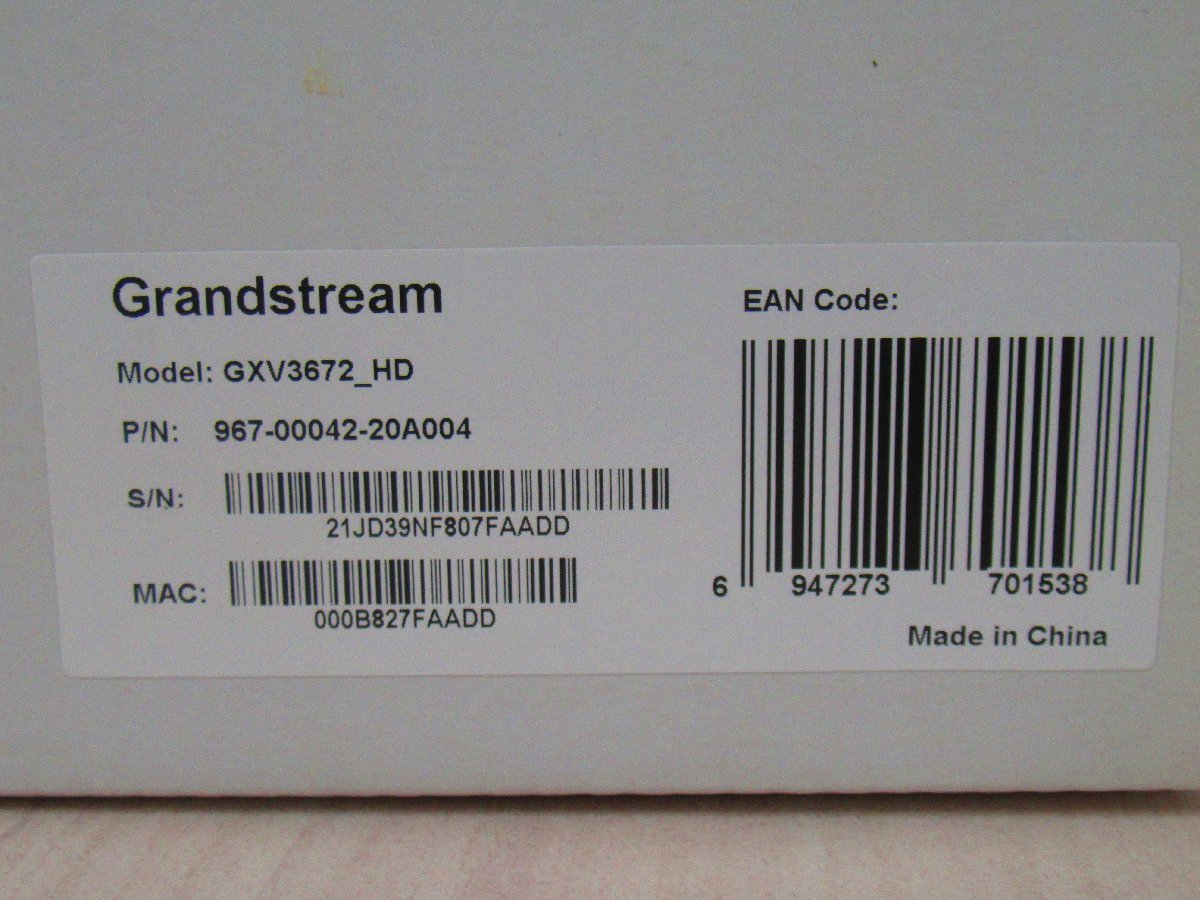 Grandstream
Model: GXV3672_HD
P/N: 967-00042-20A004
S/N:
21JD39NF807FAADD
MAC:
000B827FAADD
EAN Code:
6 947273 701538
Made in China